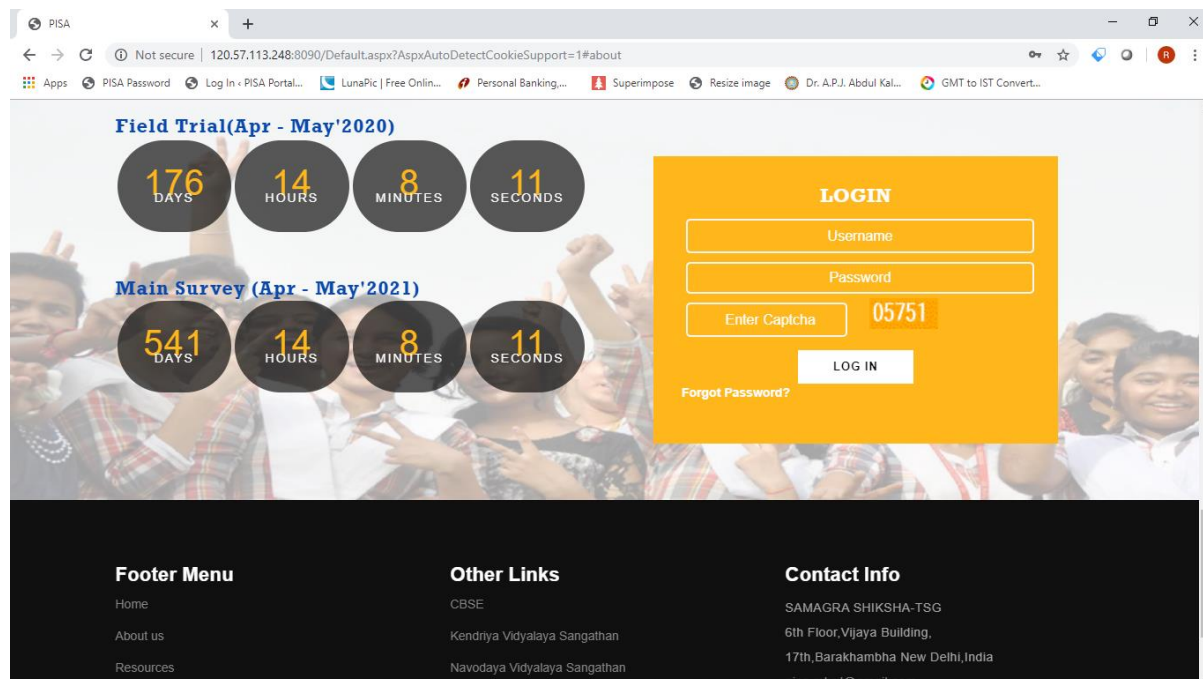 PISA
Not secure | 120.57.113.248:8090/Default.aspx?AspxAutoDetectCookieSupport=1#about
R
Apps PISA Password Log In ‹ PISA Portal... LunaPic | Free Onlin... Personal Banking,... Superimpose Resize image Dr. A.P.J. Abdul Kal... GMT to IST Convert...
Field Trial(Apr - May'2020)
176 14 8 11
DAYS HOURS MINUTES SECONDS
Main Survey (Apr - May'2021)
541 14 8 11
DAYS HOURS MINUTES SECONDS
LOGIN
Username
Password
Enter Captcha 05751
LOG IN
Forgot Password?
Footer Menu
Home
About us
Resources
Other Links
CBSE
Kendriya Vidyalaya Sangathan
Navodaya Vidyalaya Sangathan
Contact Info
SAMAGRA SHIKSHA-TSG
6th Floor,Vijaya Building,
17th,Barakhambha New Delhi,India